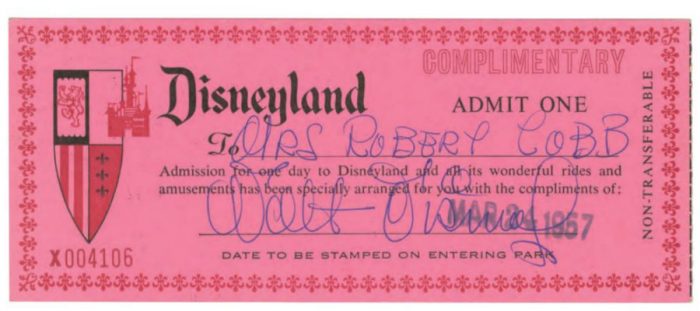 COMPLIMENTARY
Disneyland
ADMIT ONE
To MRS ROBERT COBB
Admission for one day to Disneyland and all its wonderful rides and
amusements has been specially arranged for you with the compliments of:
Walt Disney
MAR 24 1957
X004106
DATE TO BE STAMPED ON ENTERING PARK
NON-TRANSFERABLE